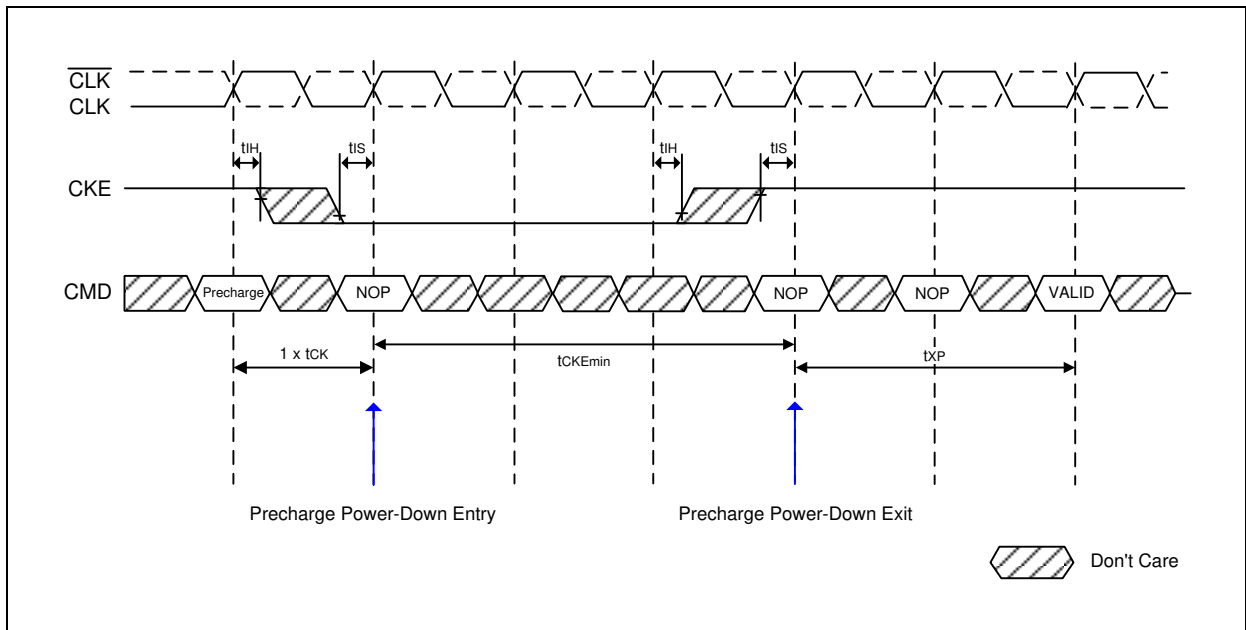 CLK
CLK
tIH
tIS
tIH
tIS
CKE
CMD
Precharge
NOP
NOP
NOP
VALID
1 x tCK
tCKEmin
tXP
Precharge Power-Down Entry
Precharge Power-Down Exit
Don't Care